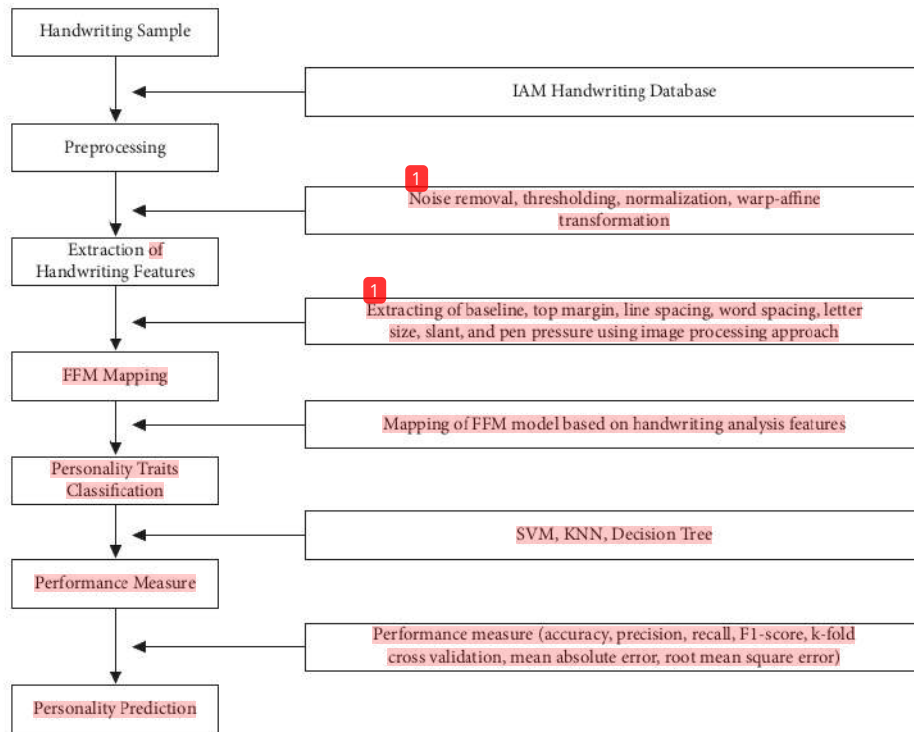 Handwriting Sample
IAM Handwriting Database
Preprocessing
1
Noise removal, thresholding, normalization, warp-affine
transformation
Extraction of
Handwriting Features
1
Extracting of baseline, top margin, line spacing, word spacing, letter
size, slant, and pen pressure using image processing approach
FFM Mapping
Mapping of FFM model based on handwriting analysis features
Personality Traits
Classification
SVM, KNN, Decision Tree
Performance Measure
Performance measure (accuracy, precision, recall, F1-score, k-fold
cross validation, mean absolute error, root mean square error)
Personality Prediction